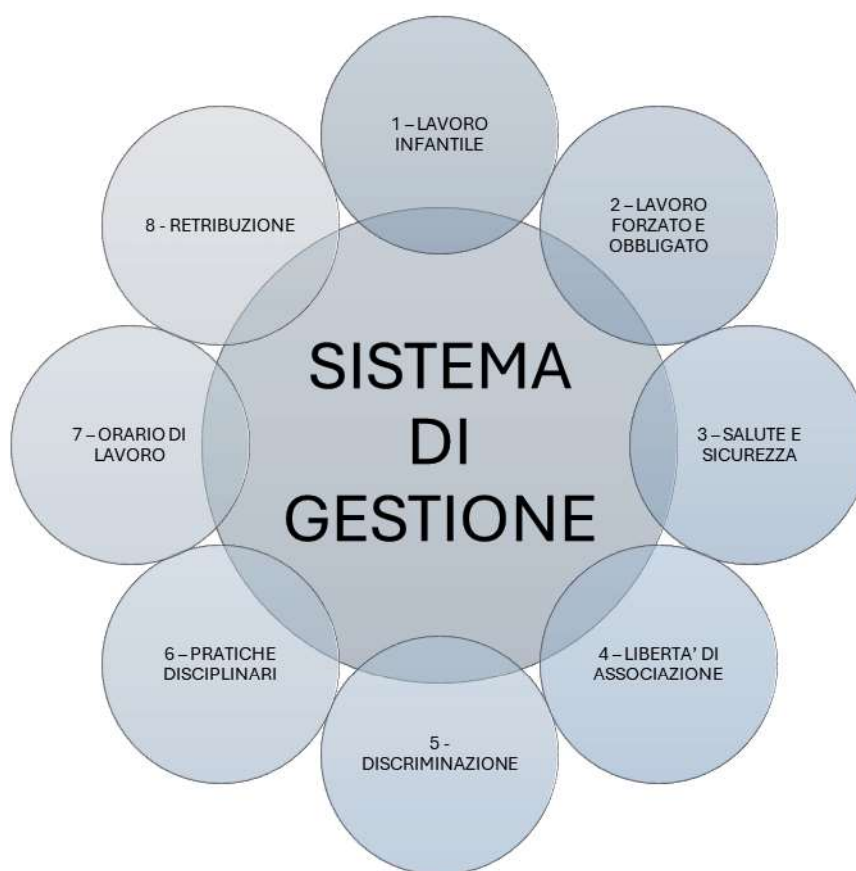 1 – LAVORO
INFANTILE
2 – LAVORO
FORZATO E
OBBLIGATO
3 – SALUTE E
SICUREZZA
4 – LIBERTA’ DI
ASSOCIAZIONE
5 -
DISCRIMINAZIONE
6 – PRATICHE
DISCIPLINARI
7 – ORARIO DI
LAVORO
8 - RETRIBUZIONE
SISTEMA
DI
GESTIONE